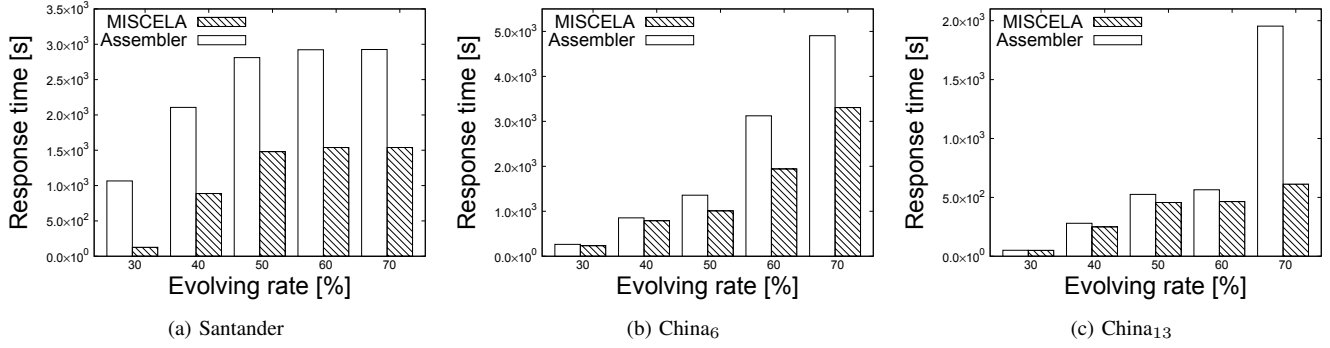 MISCELA
Assembler
Response time [s]
3.5×10³
3.0×10³
2.5×10³
2.0×10³
1.5×10³
1.0×10³
5.0×10²
0.0×10⁰
30 40 50 60 70
Evolving rate [%]
(a) Santander
MISCELA
Assembler
Response time [s]
5.0×10³
4.0×10³
3.0×10³
2.0×10³
1.0×10³
0.0×10⁰
30 40 50 60 70
Evolving rate [%]
(b) China₆
MISCELA
Assembler
Response time [s]
2.0×10³
1.5×10³
1.0×10³
5.0×10²
0.0×10⁰
30 40 50 60 70
Evolving rate [%]
(c) China₁₃